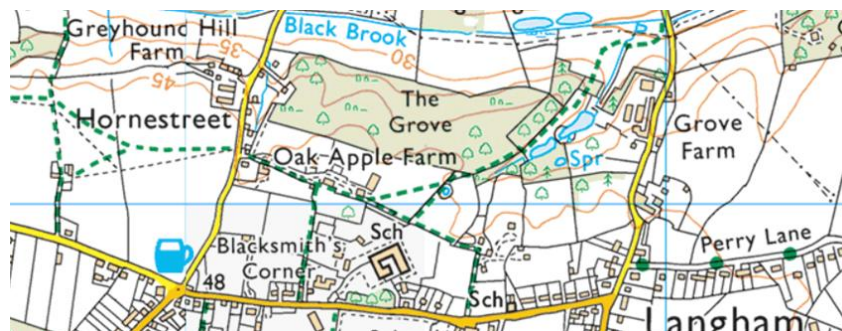 Greyhound Hill
Farm
35
45
Black Brook
30
The
Grove
Hornestreet
Oak Apple Farm
Spr
Grove
Farm
Sch
Blacksmith's
Corner
48
Sch
Perry Lane
Langham